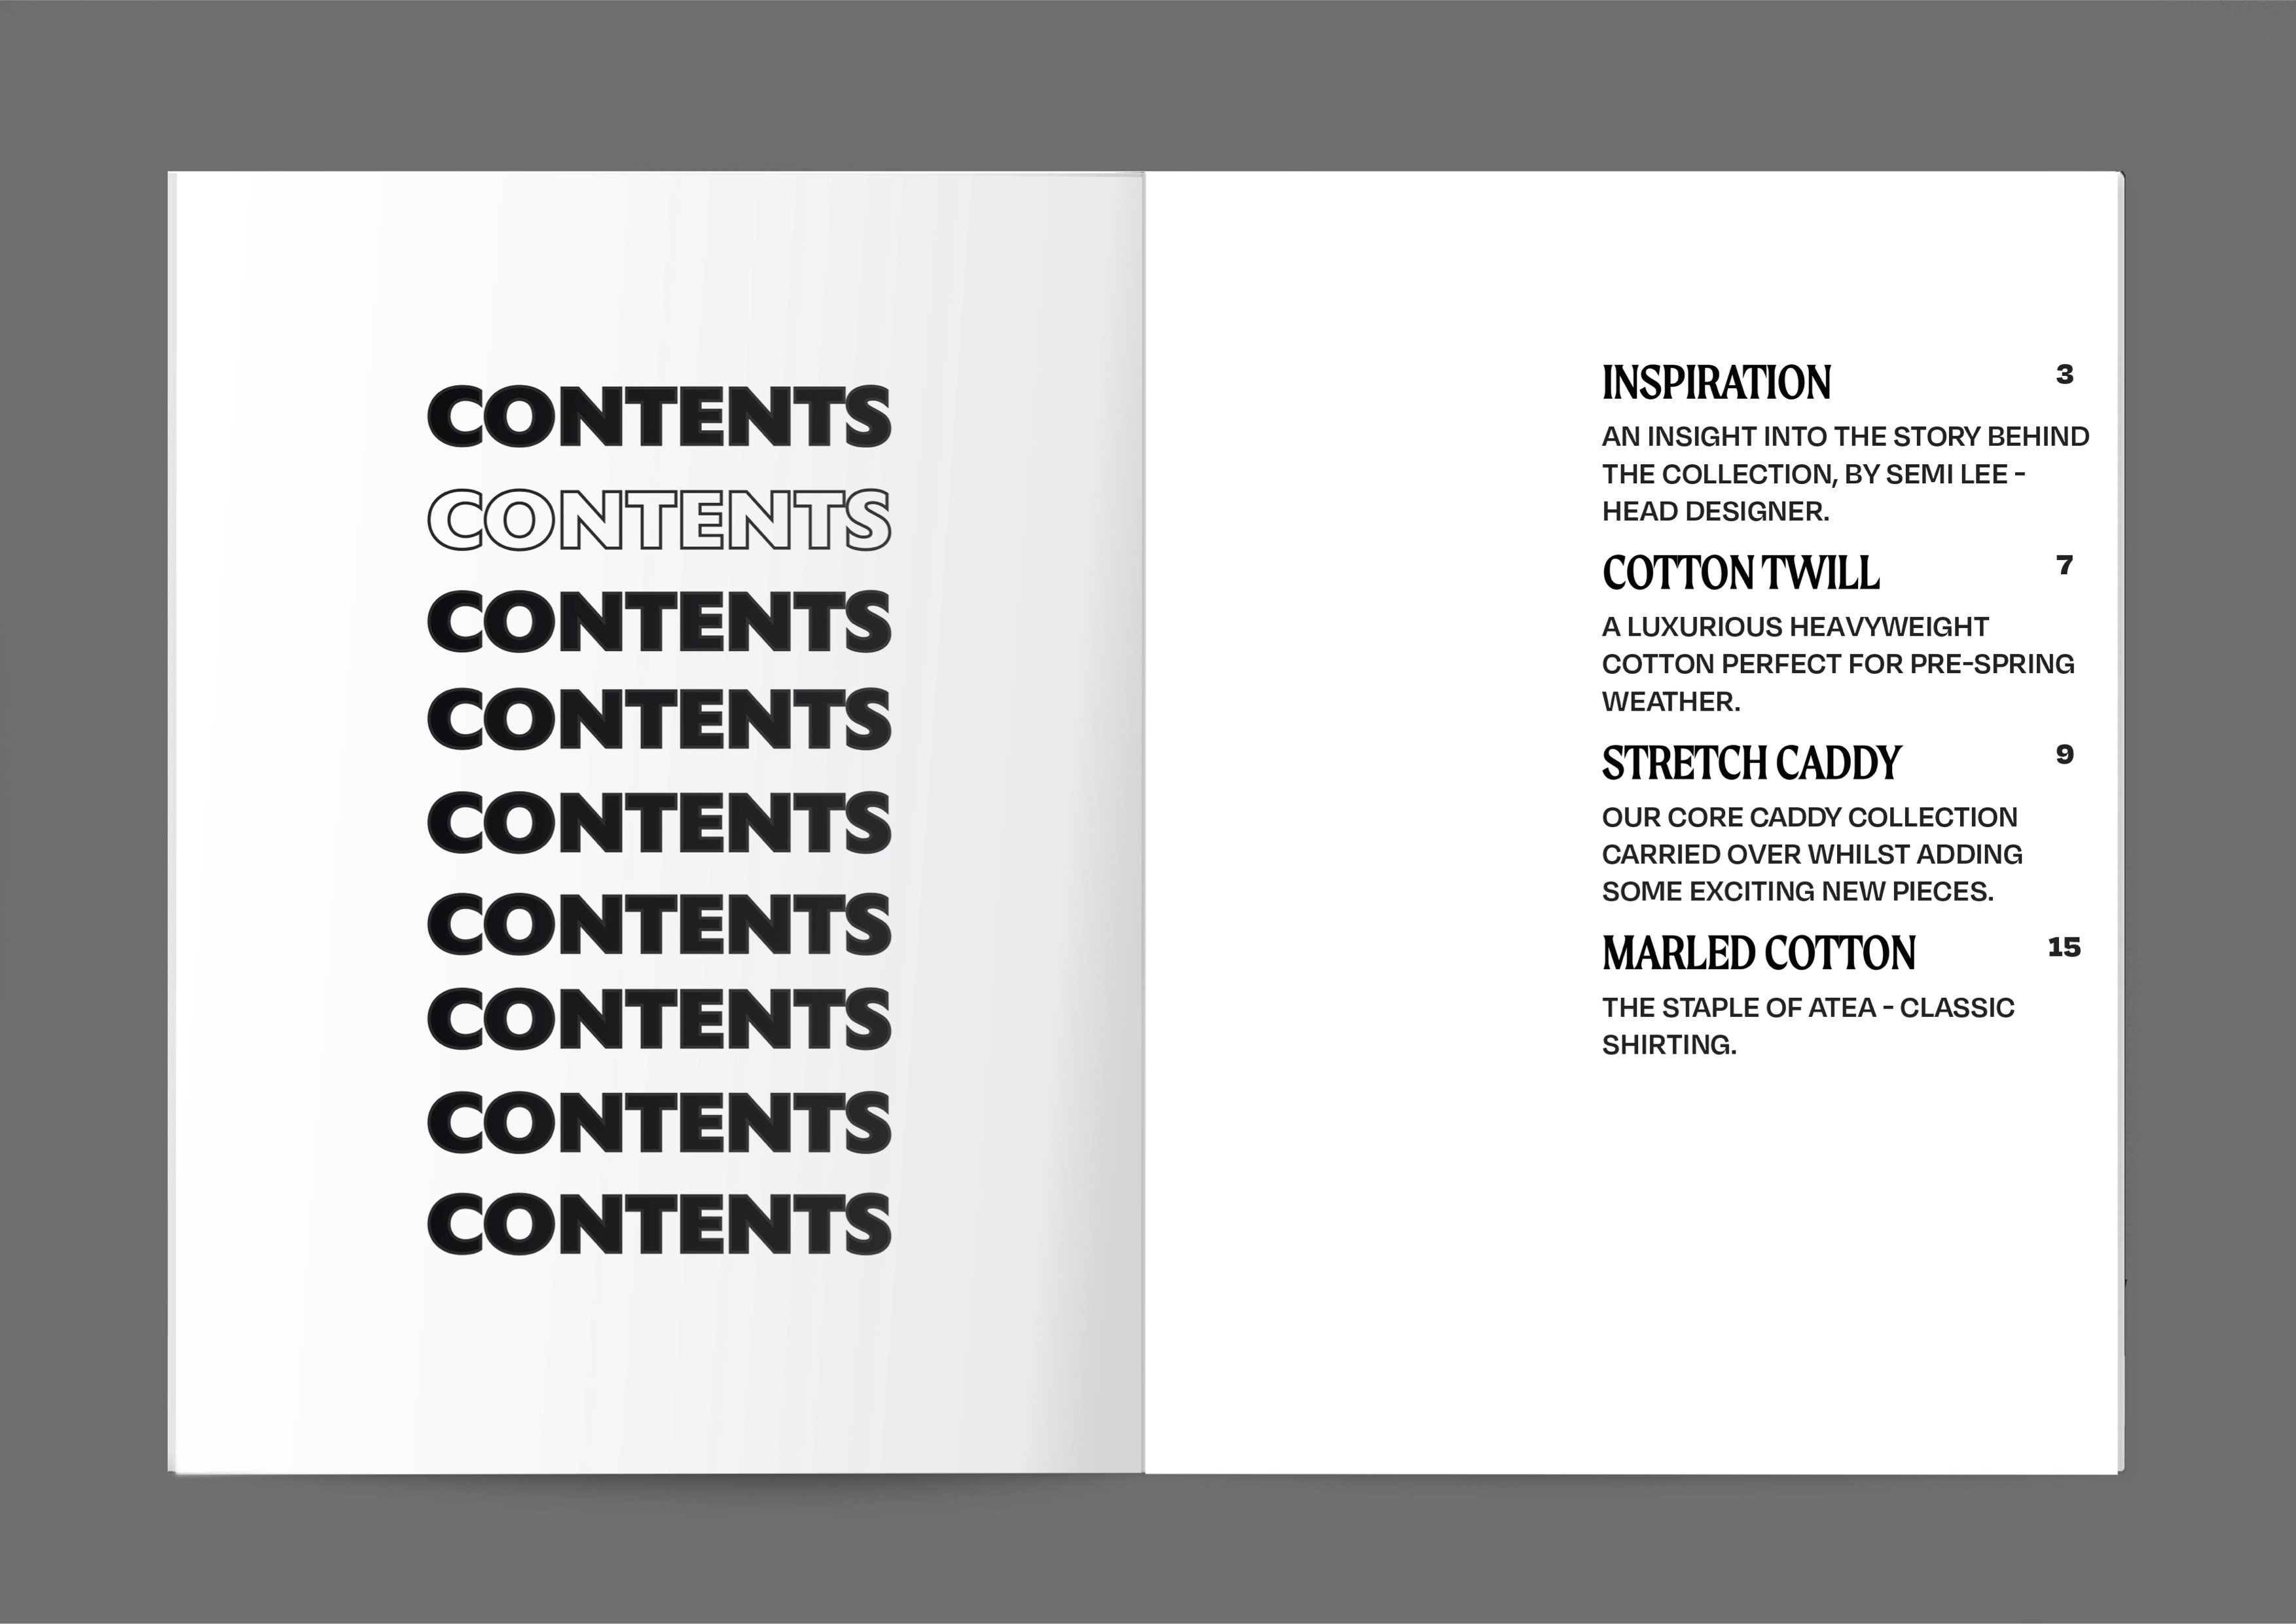 CONTENTS
CONTENTS
CONTENTS
CONTENTS
CONTENTS
CONTENTS
CONTENTS
CONTENTS
CONTENTS
INSPIRATION 3
AN INSIGHT INTO THE STORY BEHIND
THE COLLECTION, BY SEMI LEE -
HEAD DESIGNER.
COTTON TWILL 7
A LUXURIOUS HEAVYWEIGHT
COTTON PERFECT FOR PRE-SPRING
WEATHER.
STRETCH CADDY 9
OUR CORE CADDY COLLECTION
CARRIED OVER WHILST ADDING
SOME EXCITING NEW PIECES.
MARLED COTTON 15
THE STAPLE OF ATEA - CLASSIC
SHIRTING.